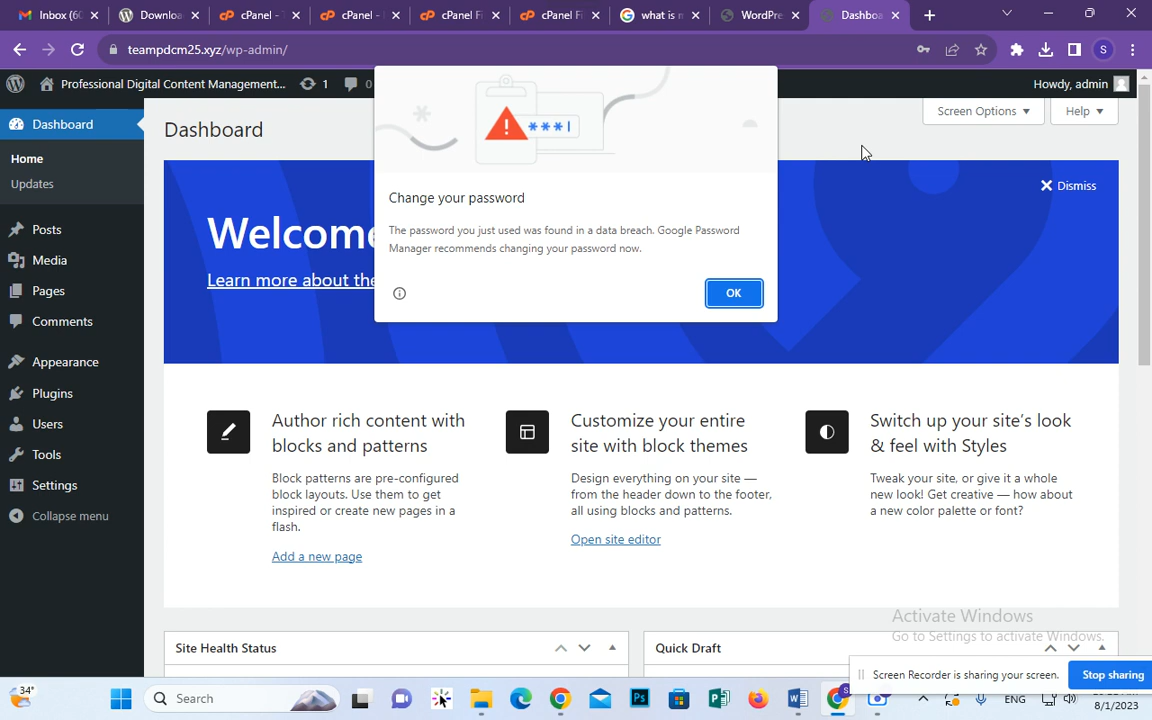 Inbox (6
Downloa
cPanel -
cPanel -
cPanel Fi
cPanel Fi
what is n
WordPre
Dashboa
teampdcm25.xyz/wp-admin/
S
Professional Digital Content Management...
1
0
Howdy, admin
Dashboard
Home
Updates
Posts
Media
Pages
Comments
Appearance
Plugins
Users
Tools
Settings
Collapse menu
Dashboard
Screen Options
Help
Dismiss
Welcom
Learn more about the
***
Change your password
The password you just used was found in a data breach. Google Password
Manager recommends changing your password now.
OK
Author rich content with
blocks and patterns
Block patterns are pre-configured
block layouts. Use them to get
inspired or create new pages in a
flash.
Add a new page
Customize your entire
site with block themes
Design everything on your site —
from the header down to the footer,
all using blocks and patterns.
Open site editor
Switch up your site's look
& feel with Styles
Tweak your site, or give it a whole
new look! Get creative — how about
a new color palette or font?
Activate Windows
Go to Settings to activate Windows.
Site Health Status
Quick Draft
Screen Recorder is sharing your screen.
Stop sharing
34°
Search
ENG
8/1/2023